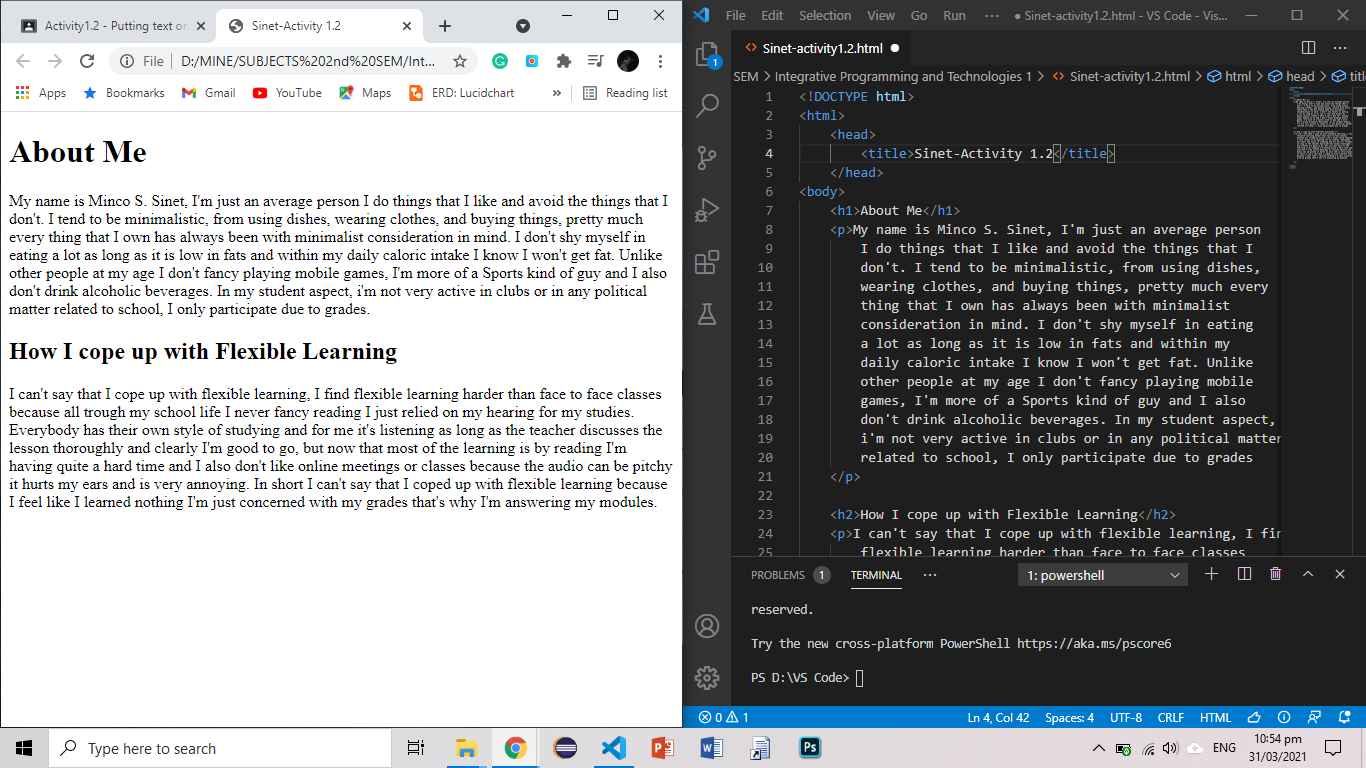 Activity1.2 - Putting text on
Sinet-Activity 1.2
File
D:/MINE/SUBJECTS%202nd%20SEM/Int...
Apps
Bookmarks
Gmail
YouTube
Maps
ERD: Lucidchart
»
Reading list
About Me
My name is Minco S. Sinet, I'm just an average person I do things that I like and avoid the things that I
don't. I tend to be minimalistic, from using dishes, wearing clothes, and buying things, pretty much
every thing that I own has always been with minimalist consideration in mind. I don't shy myself in
eating a lot as long as it is low in fats and within my daily caloric intake I know I won't get fat. Unlike
other people at my age I don't fancy playing mobile games, I'm more of a Sports kind of guy and I also
don't drink alcoholic beverages. In my student aspect, i'm not very active in clubs or in any political
matter related to school, I only participate due to grades.
How I cope up with Flexible Learning
I can't say that I cope up with flexible learning, I find flexible learning harder than face to face classes
because all trough my school life I never fancy reading I just relied on my hearing for my studies.
Everybody has their own style of studying and for me it's listening as long as the teacher discusses the
lesson thoroughly and clearly I'm good to go, but now that most of the learning is by reading I'm
having quite a hard time and I also don't like online meetings or classes because the audio can be pitchy
it hurts my ears and is very annoying. In short I can't say that I coped up with flexible learning because
I feel like I learned nothing I'm just concerned with my grades that's why I'm answering my modules.
File Edit Selection View Go Run ··· ● Sinet-activity1.2.html - VS Code - Vis...
1
Sinet-activity1.2.html ●
SEM > Integrative Programming and Technologies 1 > Sinet-activity1.2.html > html > head > titl
1 <!DOCTYPE html>
2 <html>
3 <head>
4 <title>Sinet-Activity 1.2</title>
5 </head>
6 <body>
7 <h1>About Me</h1>
8 <p>My name is Minco S. Sinet, I'm just an average person
9 I do things that I like and avoid the things that I
10 don't. I tend to be minimalistic, from using dishes,
11 wearing clothes, and buying things, pretty much every
12 thing that I own has always been with minimalist
13 consideration in mind. I don't shy myself in eating
14 a lot as long as it is low in fats and within my
15 daily caloric intake I know I won't get fat. Unlike
16 other people at my age I don't fancy playing mobile
17 games, I'm more of a Sports kind of guy and I also
18 don't drink alcoholic beverages. In my student aspect,
19 i'm not very active in clubs or in any political matter
20 related to school, I only participate due to grades
21 </p>
22
23 <h2>How I cope up with Flexible Learning</h2>
24 <p>I can't say that I cope up with flexible learning, I fin
25 flexible learning harder than face to face classes
PROBLEMS 1 TERMINAL ··· 1: powershell
reserved.
Try the new cross-platform PowerShell https://aka.ms/pscore6
PS D:\VS Code>
0 1 Ln 4, Col 42 Spaces: 4 UTF-8 CRLF HTML
Type here to search
ENG
10:54 pm
31/03/2021